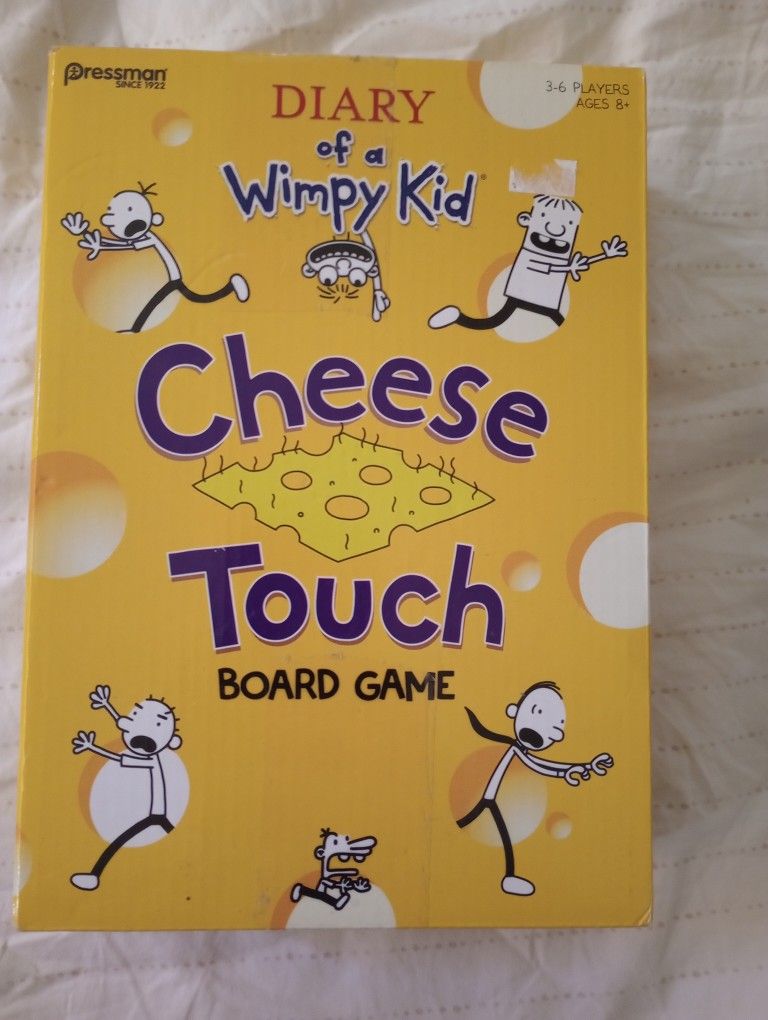 Pressman
SINCE 1922
3-6 PLAYERS
AGES 8+
DIARY
of a
Wimpy Kid®
Cheese
Touch
BOARD GAME